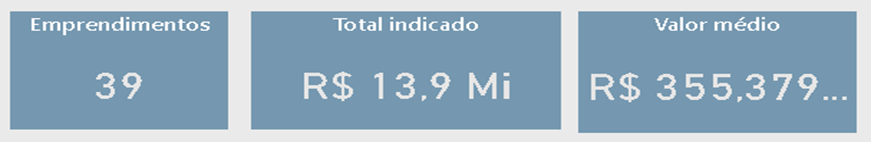 Emprendimentos
39
Total indicado
R$ 13,9 Mi
Valor médio
R$ 355,379...